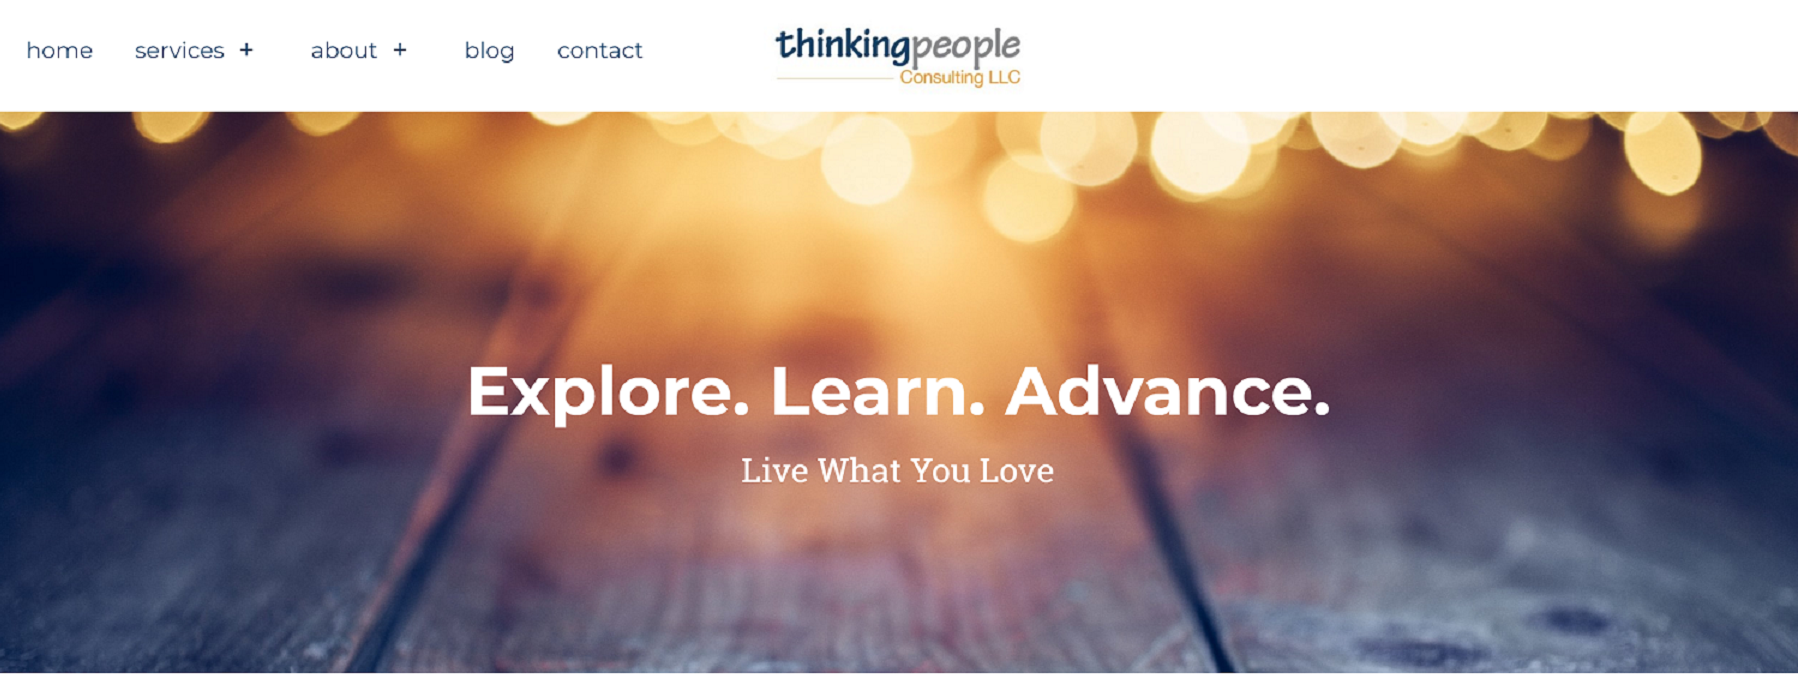 home services + about + blog contact
thinkingpeople
Consulting LLC
Explore. Learn. Advance.
Live What You Love